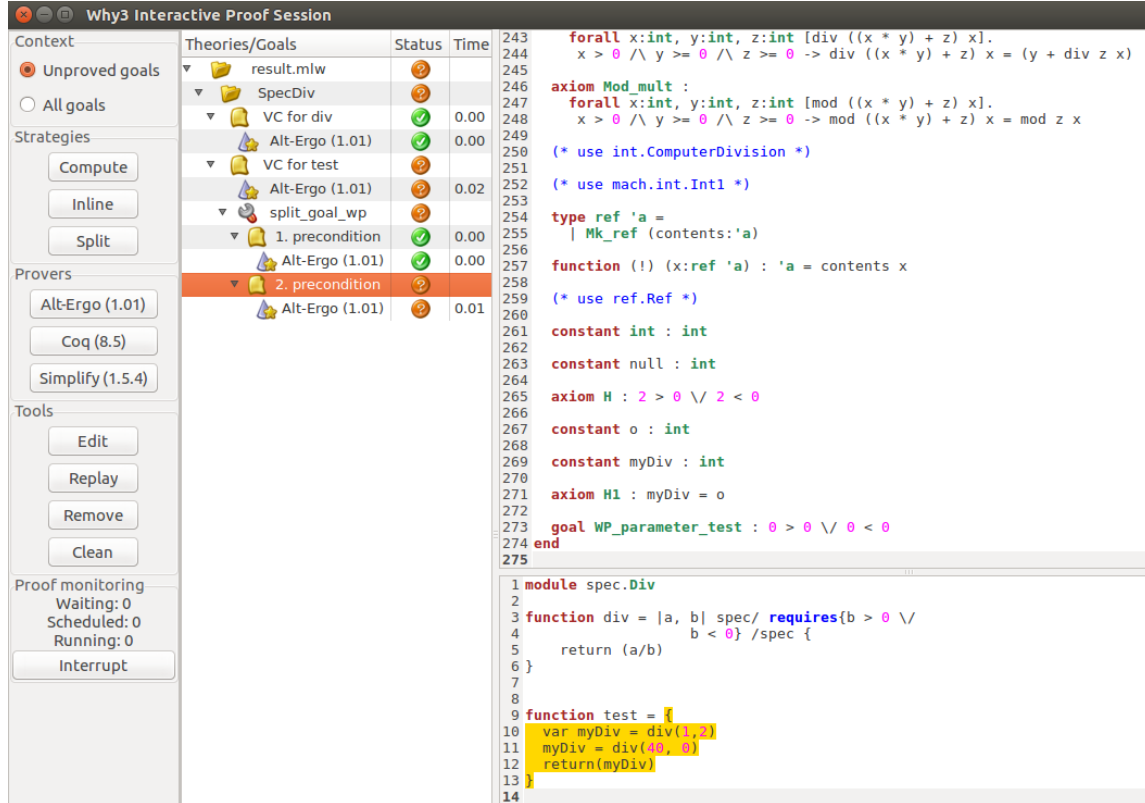 Why3 Interactive Proof Session
Context
Unproved goals
All goals
Strategies
Compute
Inline
Split
Provers
Alt-Ergo (1.01)
Coq (8.5)
Simplify (1.5.4)
Tools
Edit
Replay
Remove
Clean
Proof monitoring
Waiting: 0
Scheduled: 0
Running: 0
Interrupt
Theories/Goals Status Time
result.mlw
SpecDiv
VC for div 0.00
Alt-Ergo (1.01) 0.00
VC for test
Alt-Ergo (1.01) 0.02
split_goal_wp
1. precondition 0.00
Alt-Ergo (1.01) 0.00
2. precondition
Alt-Ergo (1.01) 0.01
243 forall x:int, y:int, z:int [div ((x * y) + z) x].
244 x > 0 /\ y >= 0 /\ z >= 0 -> div ((x * y) + z) x = (y + div z x)
245
246 axiom Mod_mult :
247 forall x:int, y:int, z:int [mod ((x * y) + z) x].
248 x > 0 /\ y >= 0 /\ z >= 0 -> mod ((x * y) + z) x = mod z x
249
250 (* use int.ComputerDivision *)
251
252 (* use mach.int.Int1 *)
253
254 type ref 'a =
255 | Mk_ref (contents:'a)
256
257 function (!) (x:ref 'a) : 'a = contents x
258
259 (* use ref.Ref *)
260
261 constant int : int
262
263 constant null : int
264
265 axiom H : 2 > 0 \/ 2 < 0
266
267 constant o : int
268
269 constant myDiv : int
270
271 axiom H1 : myDiv = o
272
273 goal WP_parameter_test : 0 > 0 \/ 0 < 0
274 end
275
1 module spec.Div
2
3 function div = |a, b| spec/ requires{b > 0 \/
4 b < 0} /spec {
5 return (a/b)
6 }
7
8
9 function test = {
10 var myDiv = div(1,2)
11 myDiv = div(40, 0)
12 return(myDiv)
13 }
14